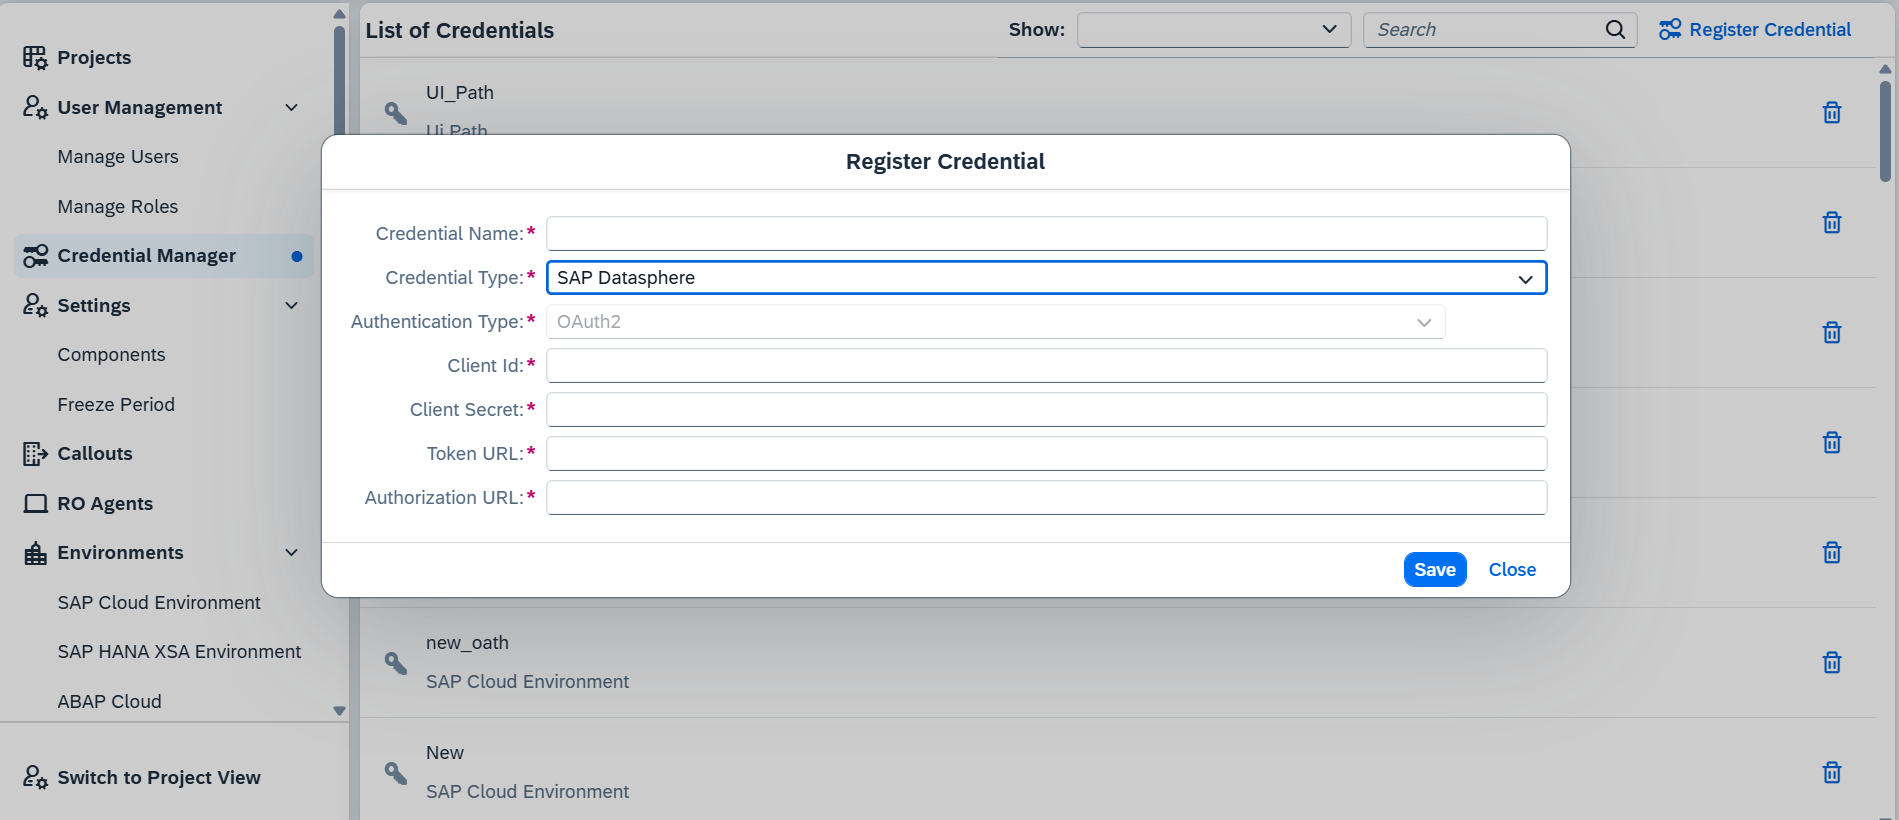 Projects
User Management
Manage Users
Manage Roles
Credential Manager
Settings
Components
Freeze Period
Callouts
RO Agents
Environments
SAP Cloud Environment
SAP HANA XSA Environment
ABAP Cloud
Switch to Project View
List of Credentials
Show:
Search
Register Credential
UI_Path
Ui Path
Register Credential
Credential Name:*
Credential Type:* SAP Datasphere
Authentication Type:* OAuth2
Client Id:*
Client Secret:*
Token URL:*
Authorization URL:*
Save Close
new_oath
SAP Cloud Environment
New
SAP Cloud Environment